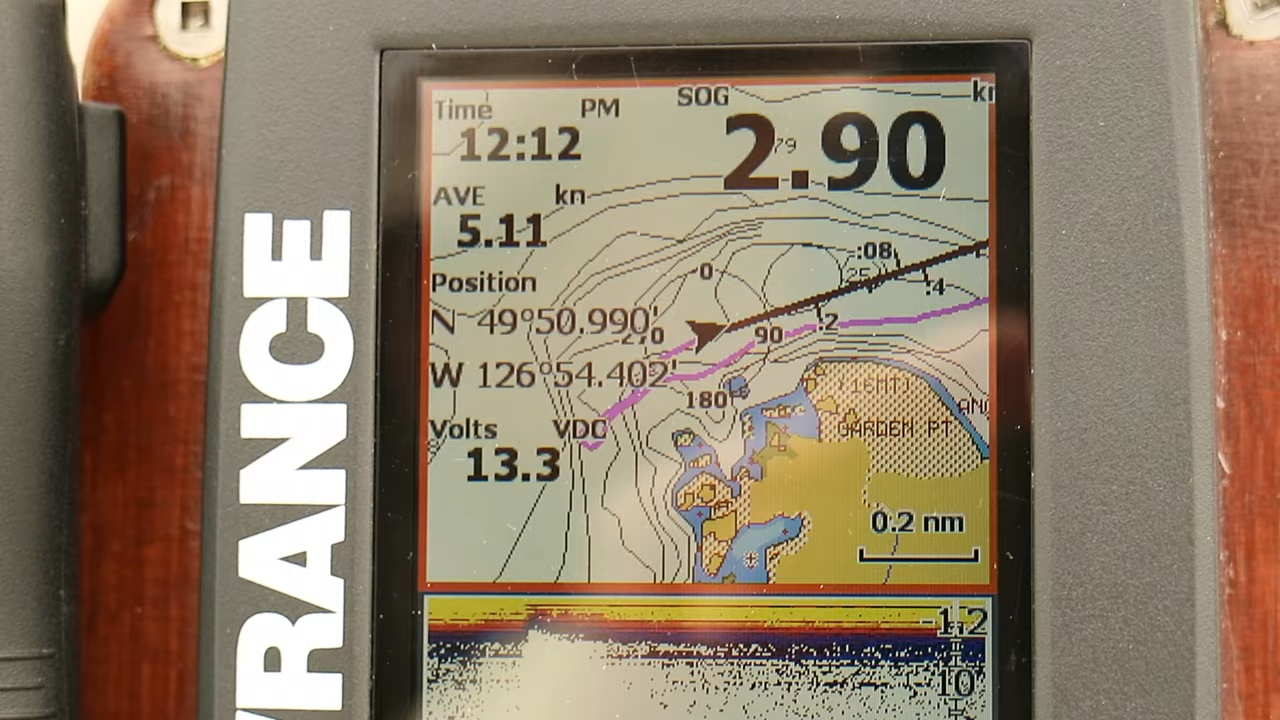 Time PM
12:12
SOG
2.90
AVE kn
5.11
Position
N 49°50.990'
W 126°54.402'
Volts VDC
13.3
79
:08
0
:4
:2
90
180
GARDEN PT
0.2 nm
10
RANCE